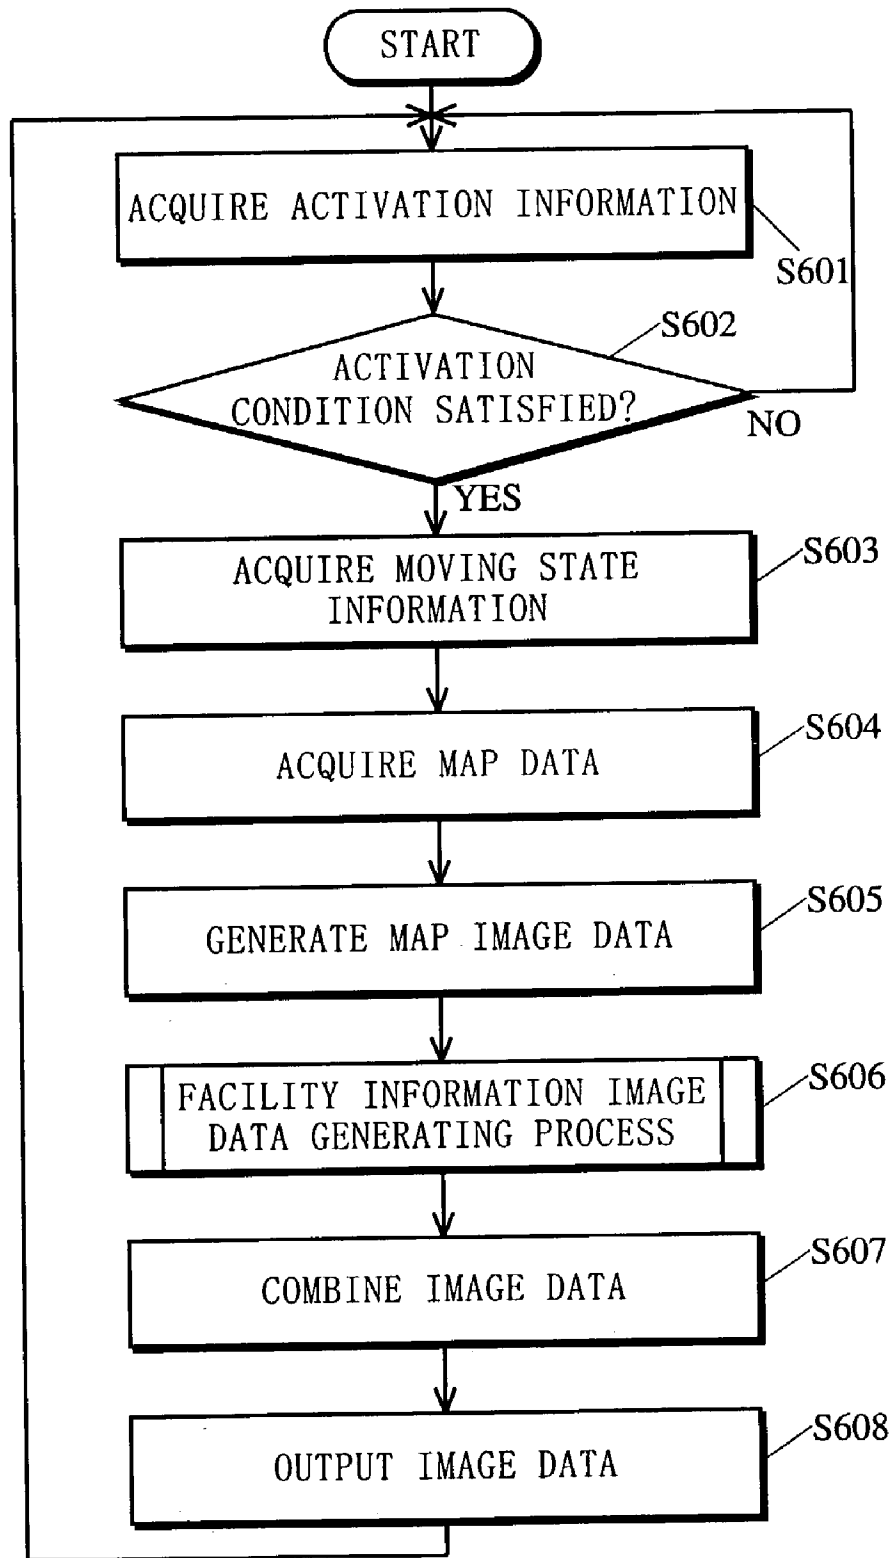 START
ACQUIRE ACTIVATION INFORMATION
S601
S602
ACTIVATION
CONDITION SATISFIED?
NO
YES
S603
ACQUIRE MOVING STATE
INFORMATION
S604
ACQUIRE MAP DATA
S605
GENERATE MAP IMAGE DATA
S606
FACILITY INFORMATION IMAGE
DATA GENERATING PROCESS
S607
COMBINE IMAGE DATA
S608
OUTPUT IMAGE DATA